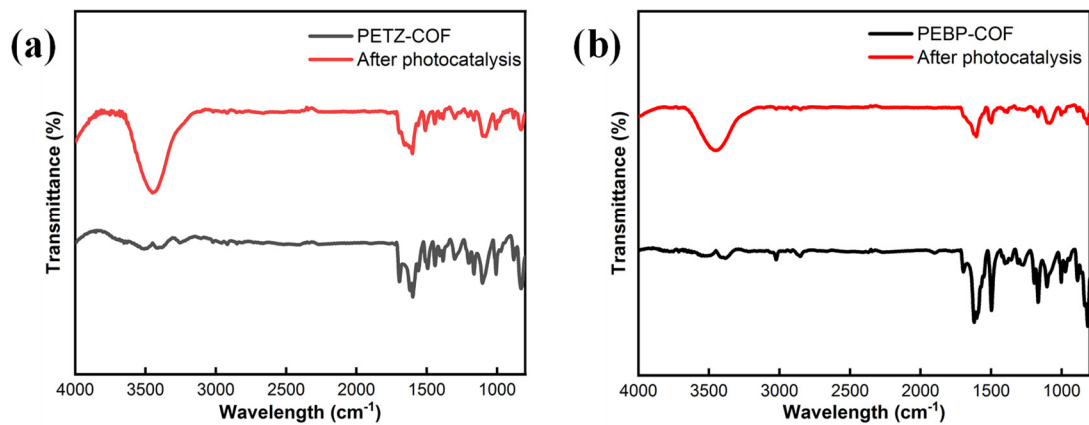 (a)
PETZ-COF
After photocatalysis
Transmittance (%)
4000 3500 3000 2500 2000 1500 1000
Wavelength (cm⁻¹)
(b)
PEBP-COF
After photocatalysis
Transmittance (%)
4000 3500 3000 2500 2000 1500 1000
Wavelength (cm⁻¹)